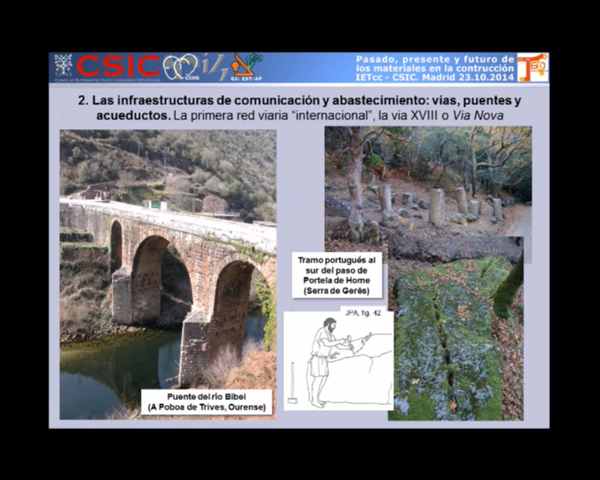 CSIC
CCHS
Pasado, presente y futuro de
los materiales en la contrucción
IETcc - CSIC. Madrid 23.10.2014
2. Las infraestructuras de comunicación y abastecimiento: vías, puentes y
acueductos. La primera red viaria “internacional”, la via XVIII o Via Nova
Tramo portugués al
sur del paso de
Portela de Home
(Serra de Gerês)
JPA, fig. 42
Puente del río Bibei
(A Poboa de Trives, Ourense)